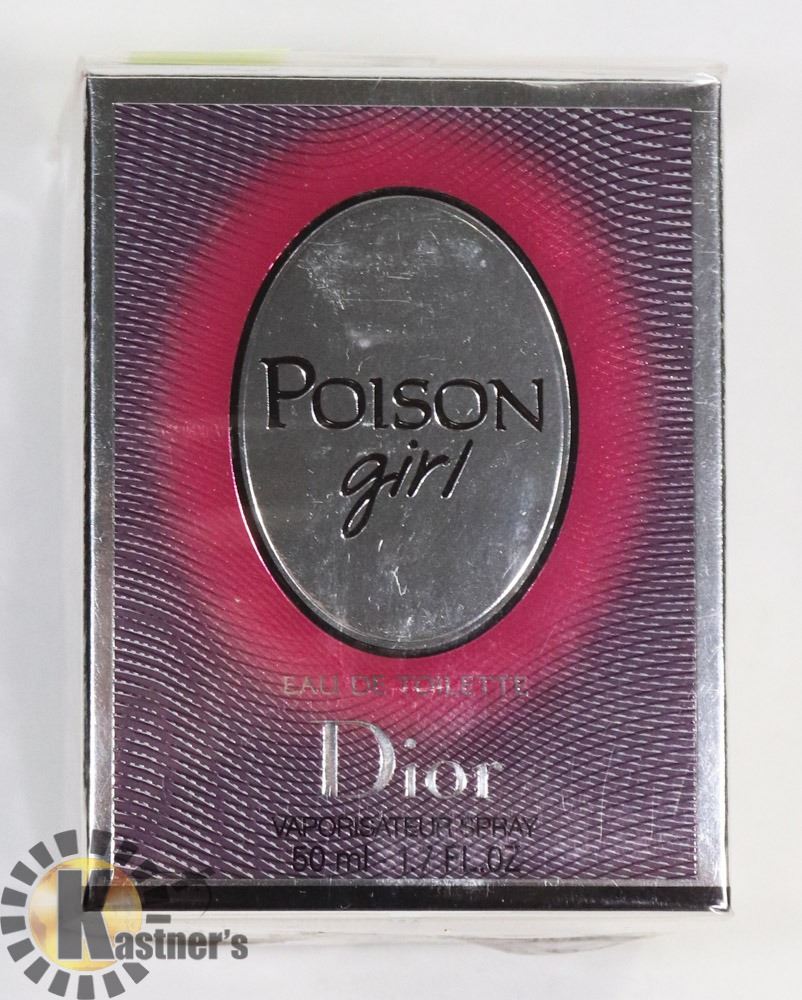 POISON
girl
EAU DE TOILETTE
Dior
VAPORISATEUR SPRAY
50 ml 1.7 FL.OZ
Kastner's